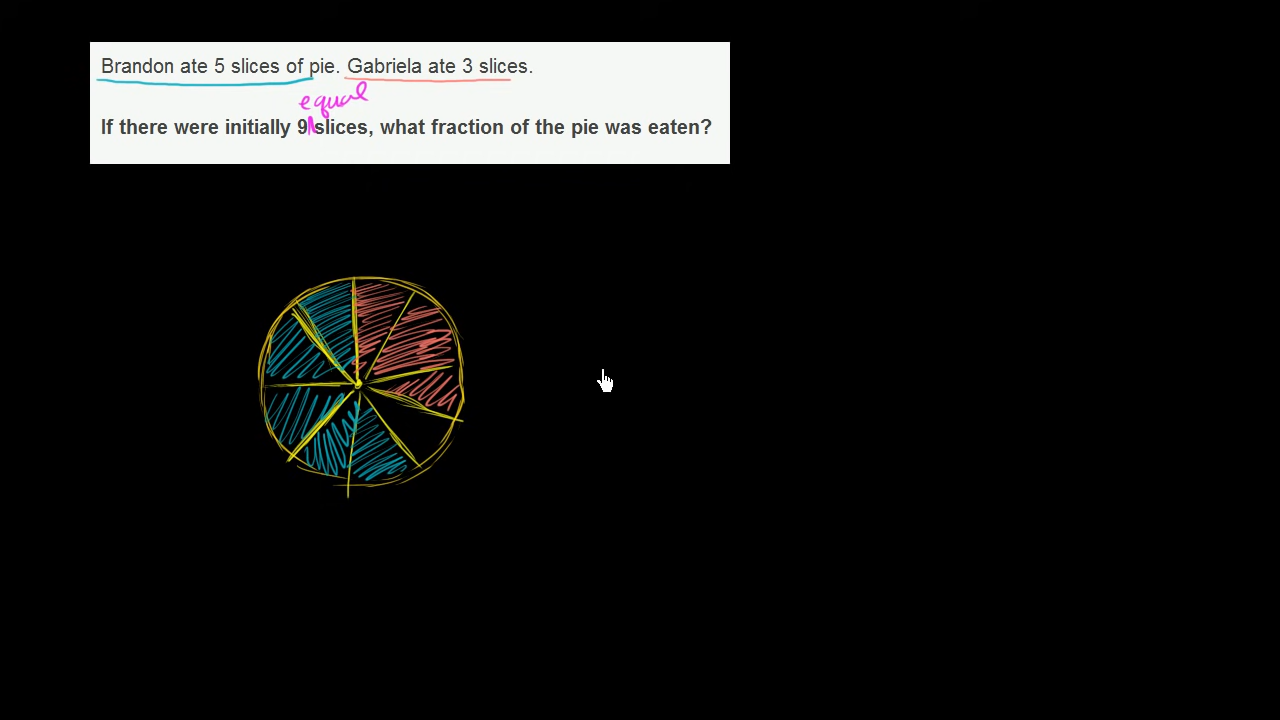 Brandon ate 5 slices of pie. Gabriela ate 3 slices.
equal
If there were initially 9 slices, what fraction of the pie was eaten?